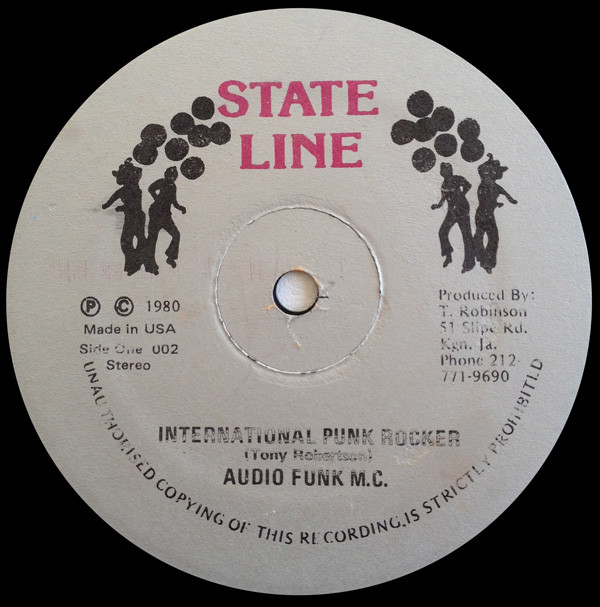 STATE
LINE
Ⓟ © 1980
Made in USA
Side One 002
Stereo
Produced By:
T. Robinson
51 Slipe Rd.
Kgn. Ja.
Phone 212-
771-9690
INTERNATIONAL PUNK ROCKER
(Tony Robertson)
AUDIO FUNK M.C.
UNAUTHORISED COPYING OF THIS RECORDING,IS STRICTLY PROHIBITED